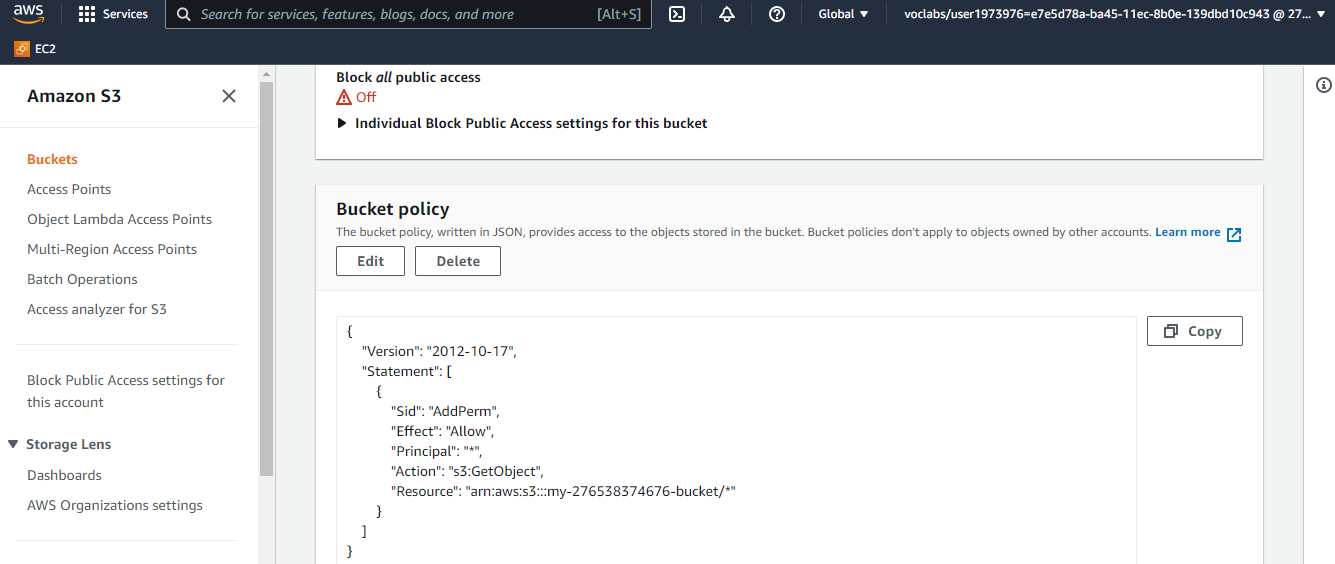 aws
Services
Search for services, features, blogs, docs, and more
[Alt+S]
Global
voclabs/user1973976=e7e5d78a-ba45-11ec-8b0e-139dbd10c943 @ 27...
EC2
Amazon S3
Buckets
Access Points
Object Lambda Access Points
Multi-Region Access Points
Batch Operations
Access analyzer for S3
Block Public Access settings for
this account
Storage Lens
Dashboards
AWS Organizations settings
Block all public access
Off
Individual Block Public Access settings for this bucket
Bucket policy
The bucket policy, written in JSON, provides access to the objects stored in the bucket. Bucket policies don't apply to objects owned by other accounts. Learn more
Edit
Delete
Copy
{
"Version": "2012-10-17",
"Statement": [
{
"Sid": "AddPerm",
"Effect": "Allow",
"Principal": "*",
"Action": "s3:GetObject",
"Resource": "arn:aws:s3:::my-276538374676-bucket/*"
}
]
}